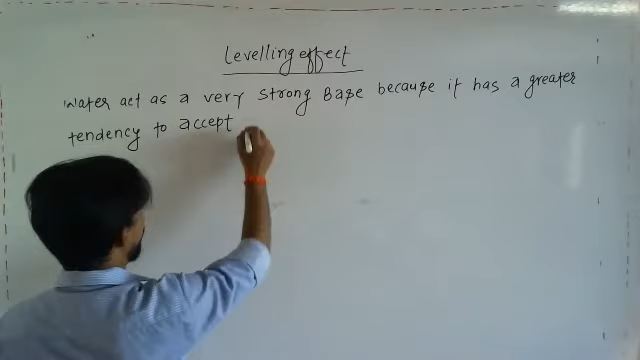 Levelling effect
Water act as a very strong Base because it has a greater
tendency to accept